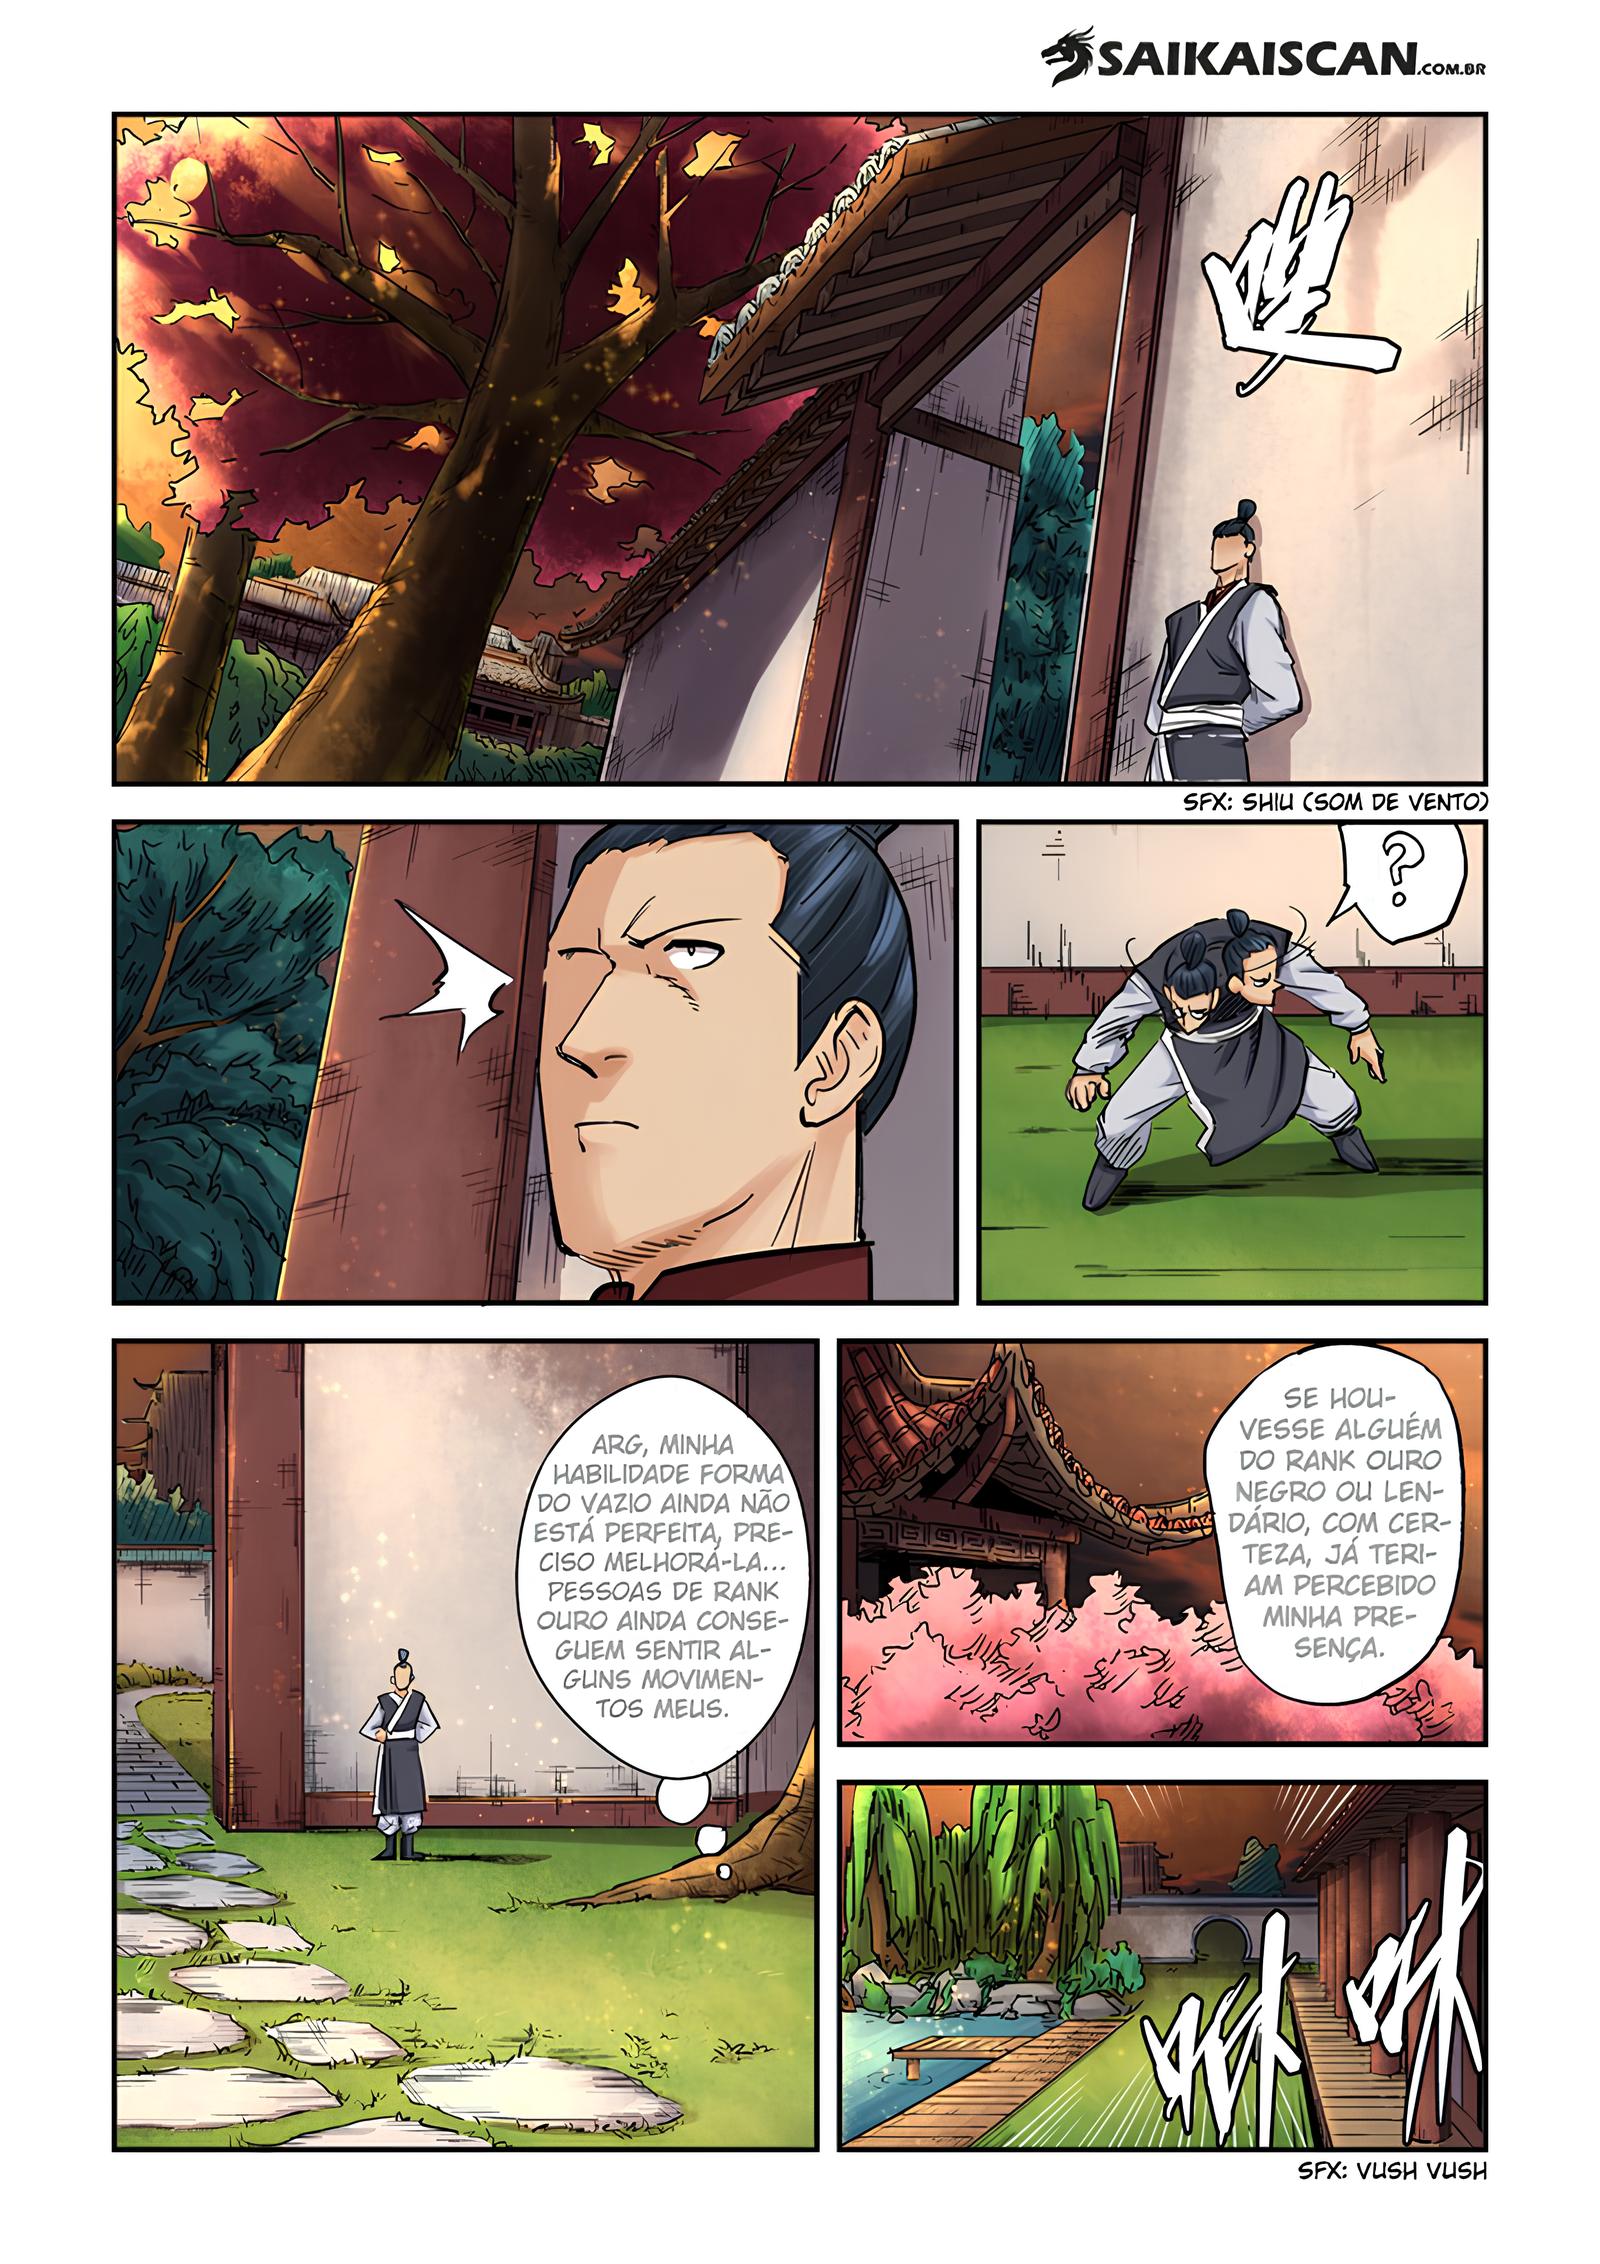 SAIKAISCAN.COM.BR
SFX: SHIU (SOM DE VENTO)
?
ARG, MINHA
HABILIDADE FORMA
DO VAZIO AINDA NÃO
ESTÁ PERFEITA, PRE-
CISO MELHORÁ-LA...
PESSOAS DE RANK
OURO AINDA CONSE-
GUEM SENTIR AL-
GUNS MOVIMEN-
TOS MEUS.
SE HOU-
VESSE ALGUÉM
DO RANK OURO
NEGRO OU LEN-
DÁRIO, COM CER-
TEZA, JÁ TERI-
AM PERCEBIDO
MINHA PRE-
SENÇA.
SFX: VUSH VUSH